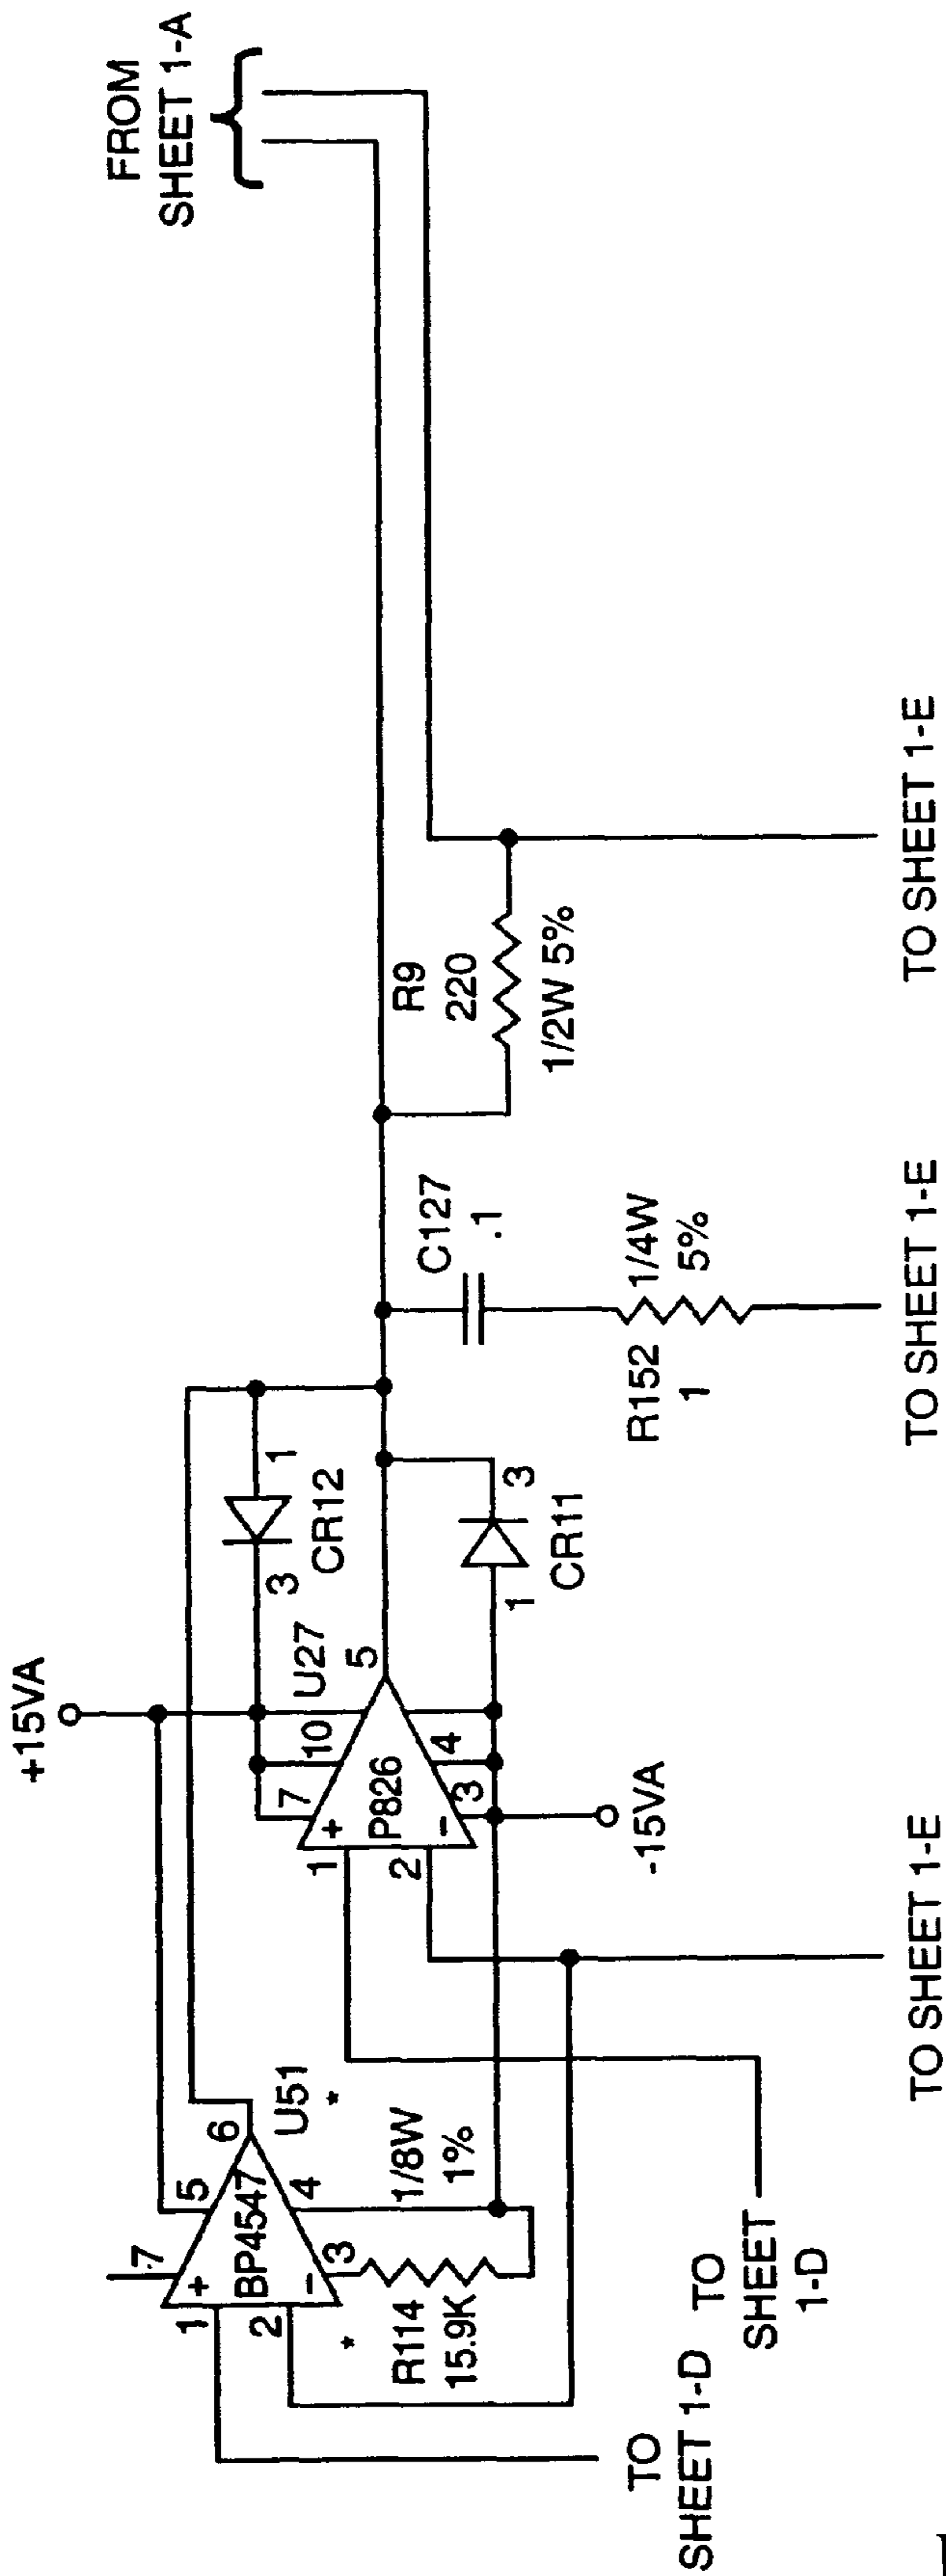 FROM
SHEET 1-A
+15VA
7
5
6
1
+
BP4547
2
-
3
4
U51
*
*
R114
15.9K
1/8W
1%
3
1
CR12
U27
7
10
5
1
+
P826
2
-
3
4
1
3
CR11
-15VA
C127
.1
R152
1
1/4W
5%
R9
220
1/2W 5%
TO
SHEET 1-D
TO
SHEET
1-D
TO SHEET 1-E
TO SHEET 1-E
TO SHEET 1-E